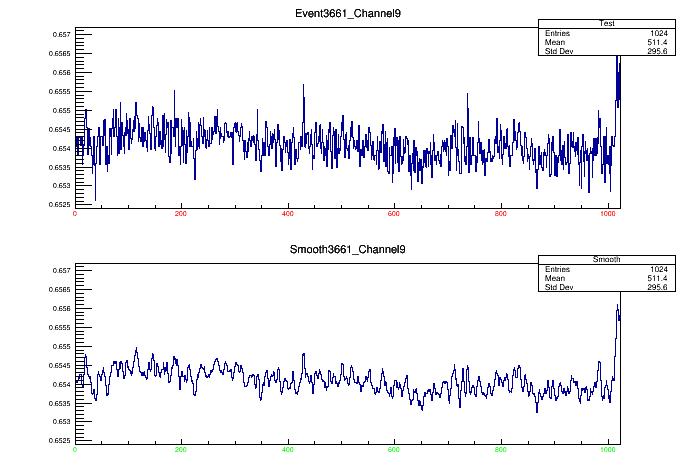 Event3661_Channel9
Test
Entries 1024
Mean 511.4
Std Dev 295.6
0.657
0.6565
0.656
0.6555
0.655
0.6545
0.654
0.6535
0.653
0.6525
0 200 400 600 800 1000
Smooth3661_Channel9
Smooth
Entries 1024
Mean 511.4
Std Dev 295.6
0.657
0.6565
0.656
0.6555
0.655
0.6545
0.654
0.6535
0.653
0.6525
0 200 400 600 800 1000